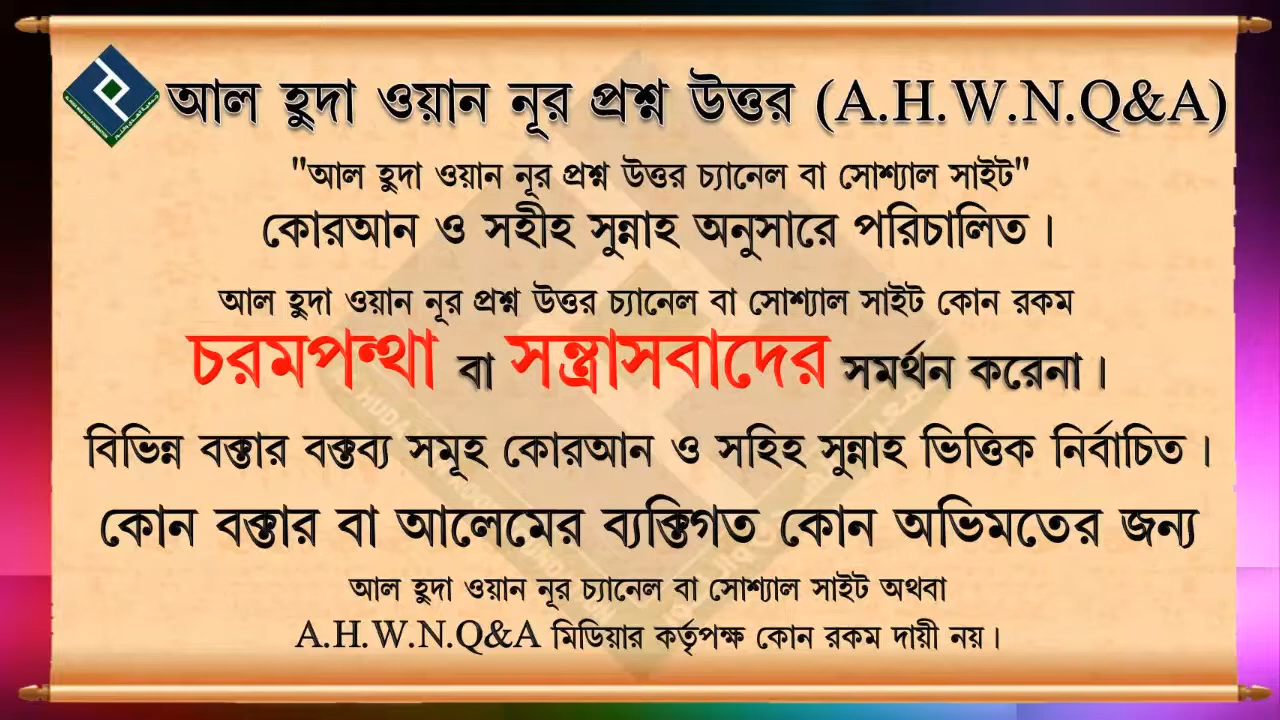 আল হুদা ওয়ান নূর প্রশ্ন উত্তর (A.H.W.N.Q&A)
"আল হুদা ওয়ান নূর প্রশ্ন উত্তর চ্যানেল বা সোশ্যাল সাইট"
কোরআন ও সহীহ সুন্নাহ অনুসারে পরিচালিত।
আল হুদা ওয়ান নূর প্রশ্ন উত্তর চ্যানেল বা সোশ্যাল সাইট কোন রকম
চরমপন্থা বা সন্ত্রাসবাদের সমর্থন করেনা।
বিভিন্ন বক্তার বক্তব্য সমূহ কোরআন ও সহিহ সুন্নাহ ভিত্তিক নির্বাচিত।
কোন বক্তার বা আলেমের ব্যক্তিগত কোন অভিমতের জন্য
আল হুদা ওয়ান নূর চ্যানেল বা সোশ্যাল সাইট অথবা
A.H.W.N.Q&A মিডিয়ার কর্তৃপক্ষ কোন রকম দায়ী নয়।